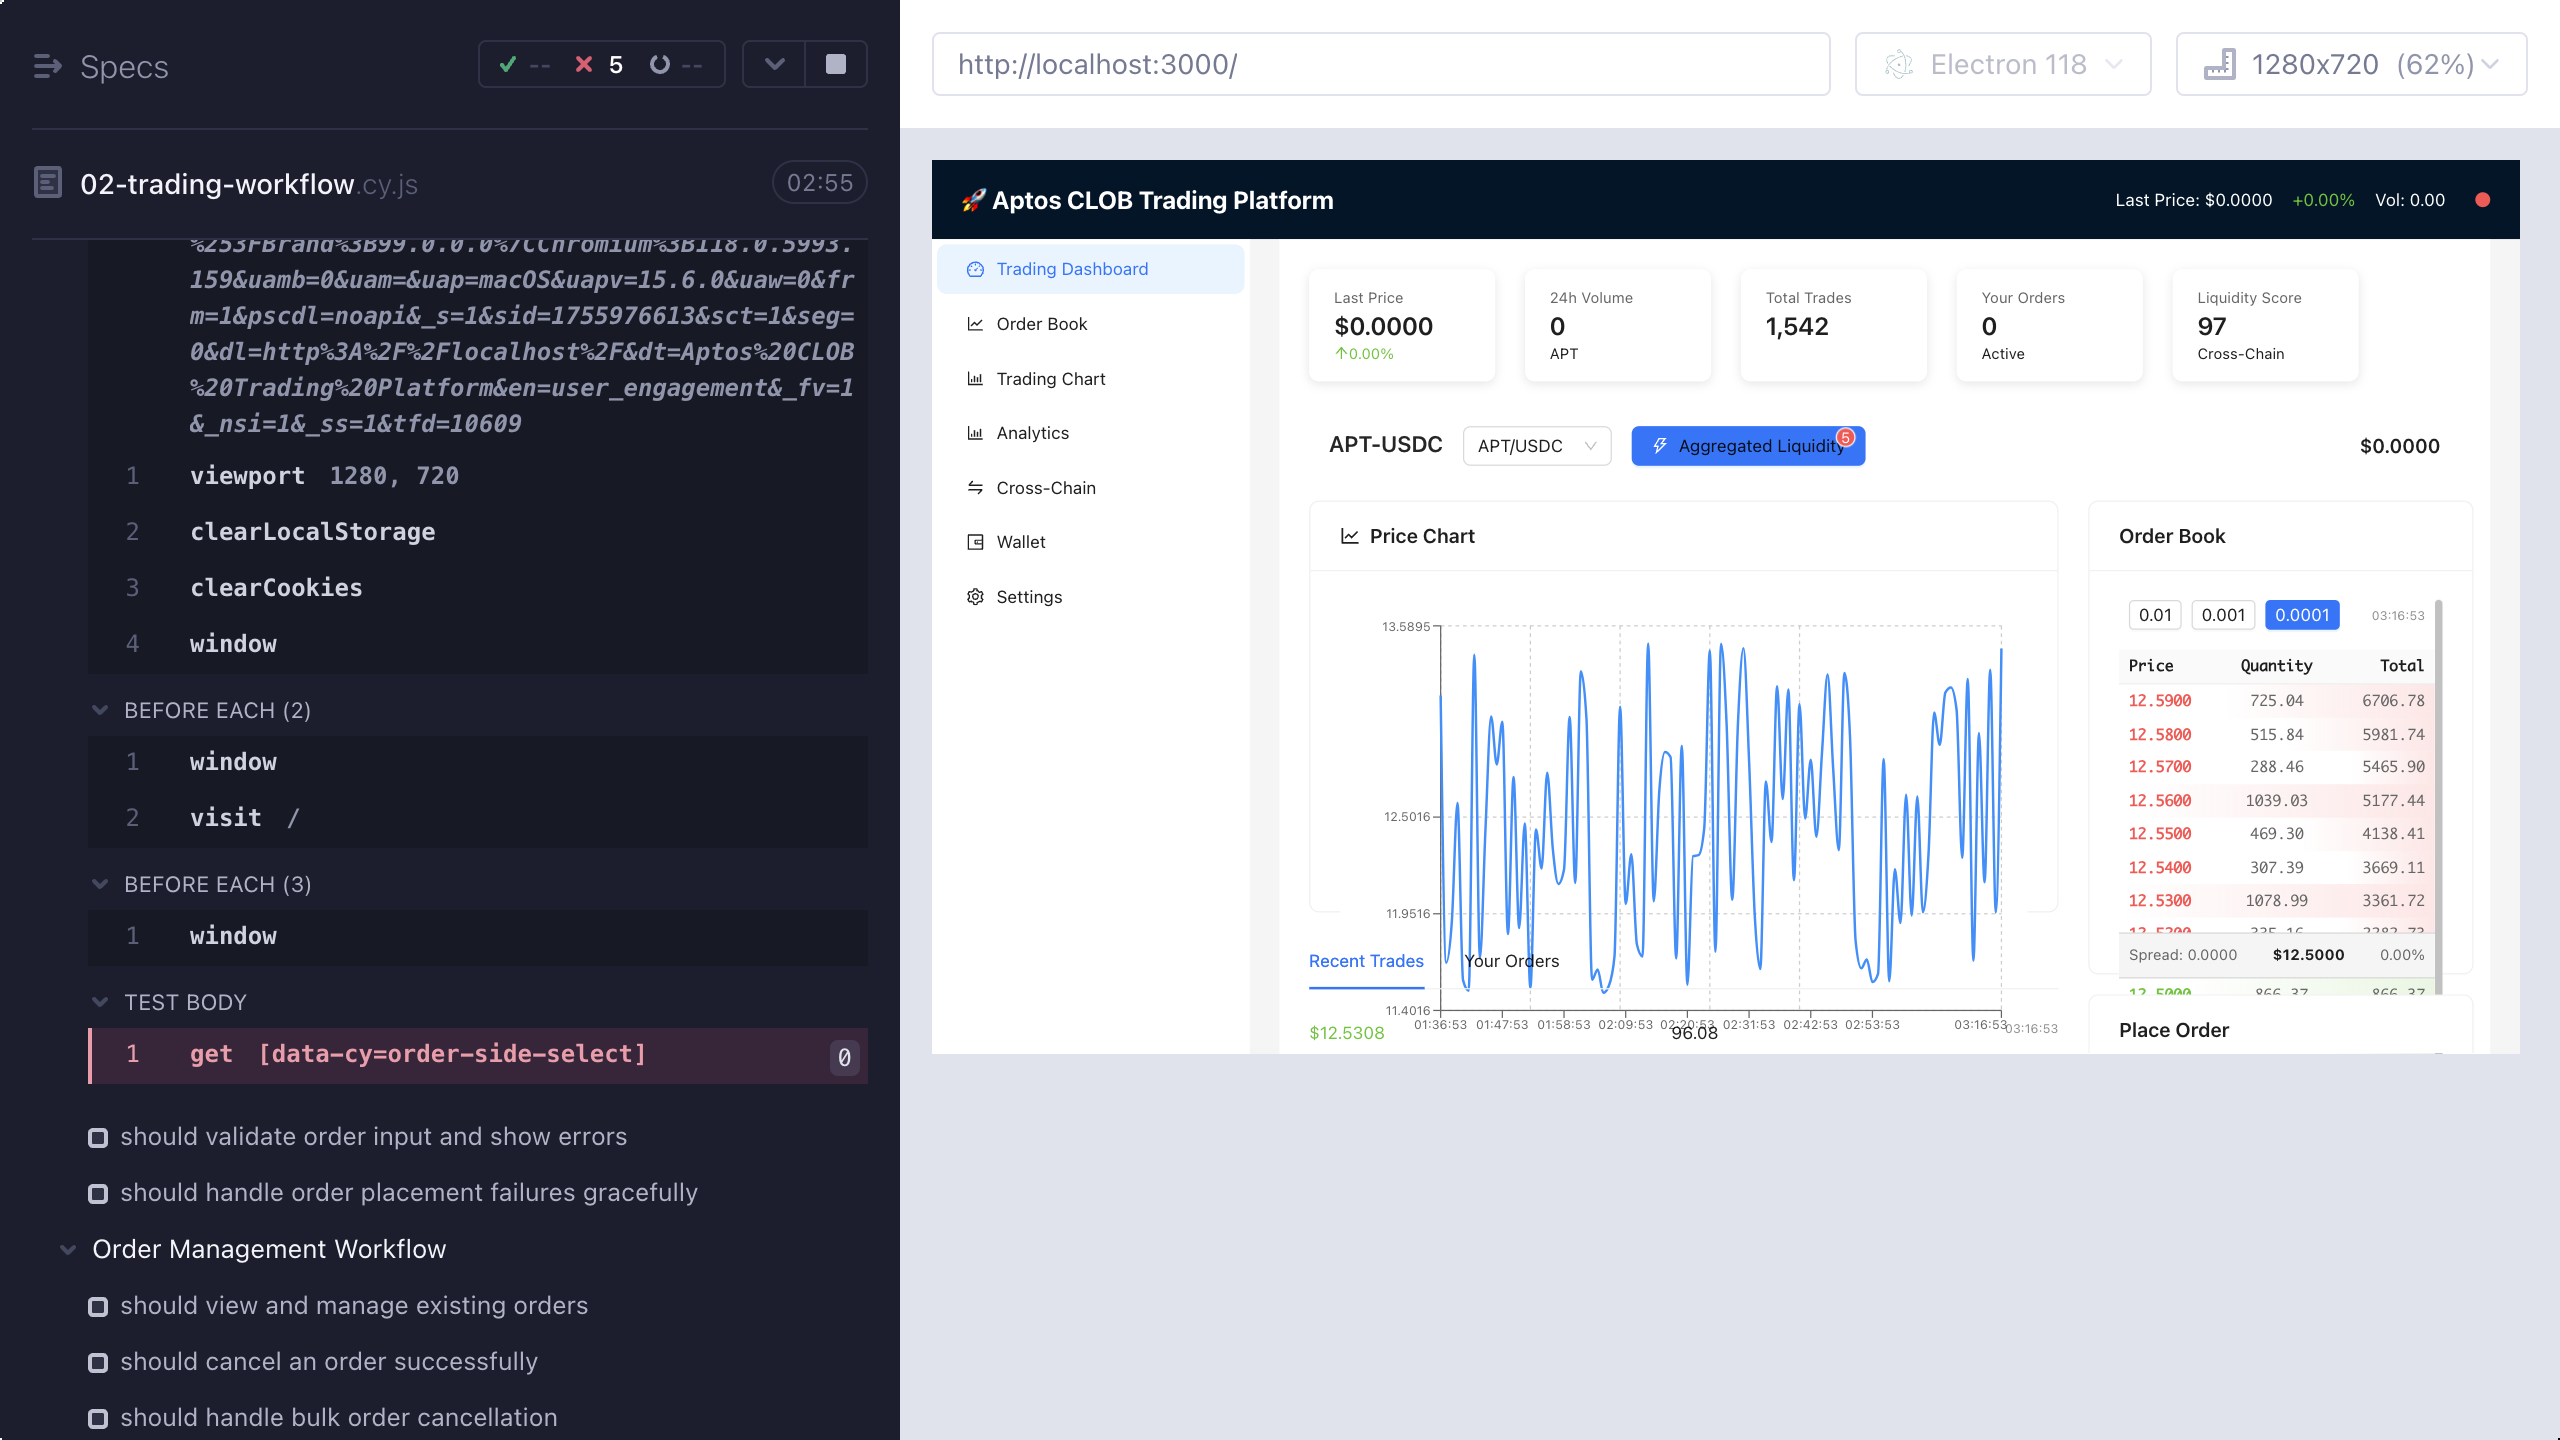 Specs
-- 5 --
02-trading-workflow.cy.js
02:55
%253FBrand%3B99.0.0.0%7CChromium%3B118.0.5993.
159&uamb=0&uam=&uap=macOS&uapv=15.6.0&uaw=0&fr
m=1&pscdl=noapi&_s=1&sid=1755976613&sct=1&seg=
0&dl=http%3A%2F%2Flocalhost%2F&dt=Aptos%20CLOB
%20Trading%20Platform&en=user_engagement&_fv=1
&_nsi=1&_ss=1&tfd=10609
1 viewport 1280, 720
2 clearLocalStorage
3 clearCookies
4 window
BEFORE EACH (2)
1 window
2 visit /
BEFORE EACH (3)
1 window
TEST BODY
1 get [data-cy=order-side-select] 0
should validate order input and show errors
should handle order placement failures gracefully
Order Management Workflow
should view and manage existing orders
should cancel an order successfully
should handle bulk order cancellation
http://localhost:3000/
Electron 118
1280x720 (62%)
🚀 Aptos CLOB Trading Platform
Last Price: $0.0000 +0.00% Vol: 0.00
Trading Dashboard
Order Book
Trading Chart
Analytics
Cross-Chain
Wallet
Settings
Last Price
$0.0000
↑0.00%
24h Volume
0
APT
Total Trades
1,542
Your Orders
0
Active
Liquidity Score
97
Cross-Chain
APT-USDC
APT/USDC
Aggregated Liquidity
5
$0.0000
Price Chart
13.5895
12.5016
11.9516
11.4016
01:36:53 01:47:53 01:58:53 02:09:53 02:20:53 02:31:53 02:42:53 02:53:53 03:16:53
Recent Trades
Your Orders
$12.5308 96.08 03:16:53
Order Book
0.01 0.001 0.0001 03:16:53
Price Quantity Total
12.5900 725.04 6706.78
12.5800 515.84 5981.74
12.5700 288.46 5465.90
12.5600 1039.03 5177.44
12.5500 469.30 4138.41
12.5400 307.39 3669.11
12.5300 1078.99 3361.72
12.5200
Spread: 0.0000 $12.5000 0.00%
12.5000 866.37 866.37
Place Order